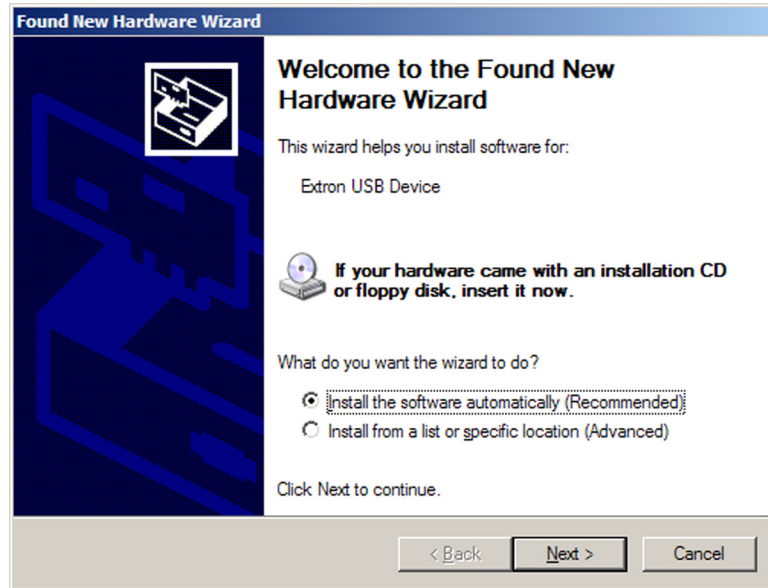 Found New Hardware Wizard
Welcome to the Found New
Hardware Wizard
This wizard helps you install software for:
Extron USB Device
If your hardware came with an installation CD
or floppy disk, insert it now.
What do you want the wizard to do?
Install the software automatically (Recommended)
Install from a list or specific location (Advanced)
Click Next to continue.
< Back
Next >
Cancel